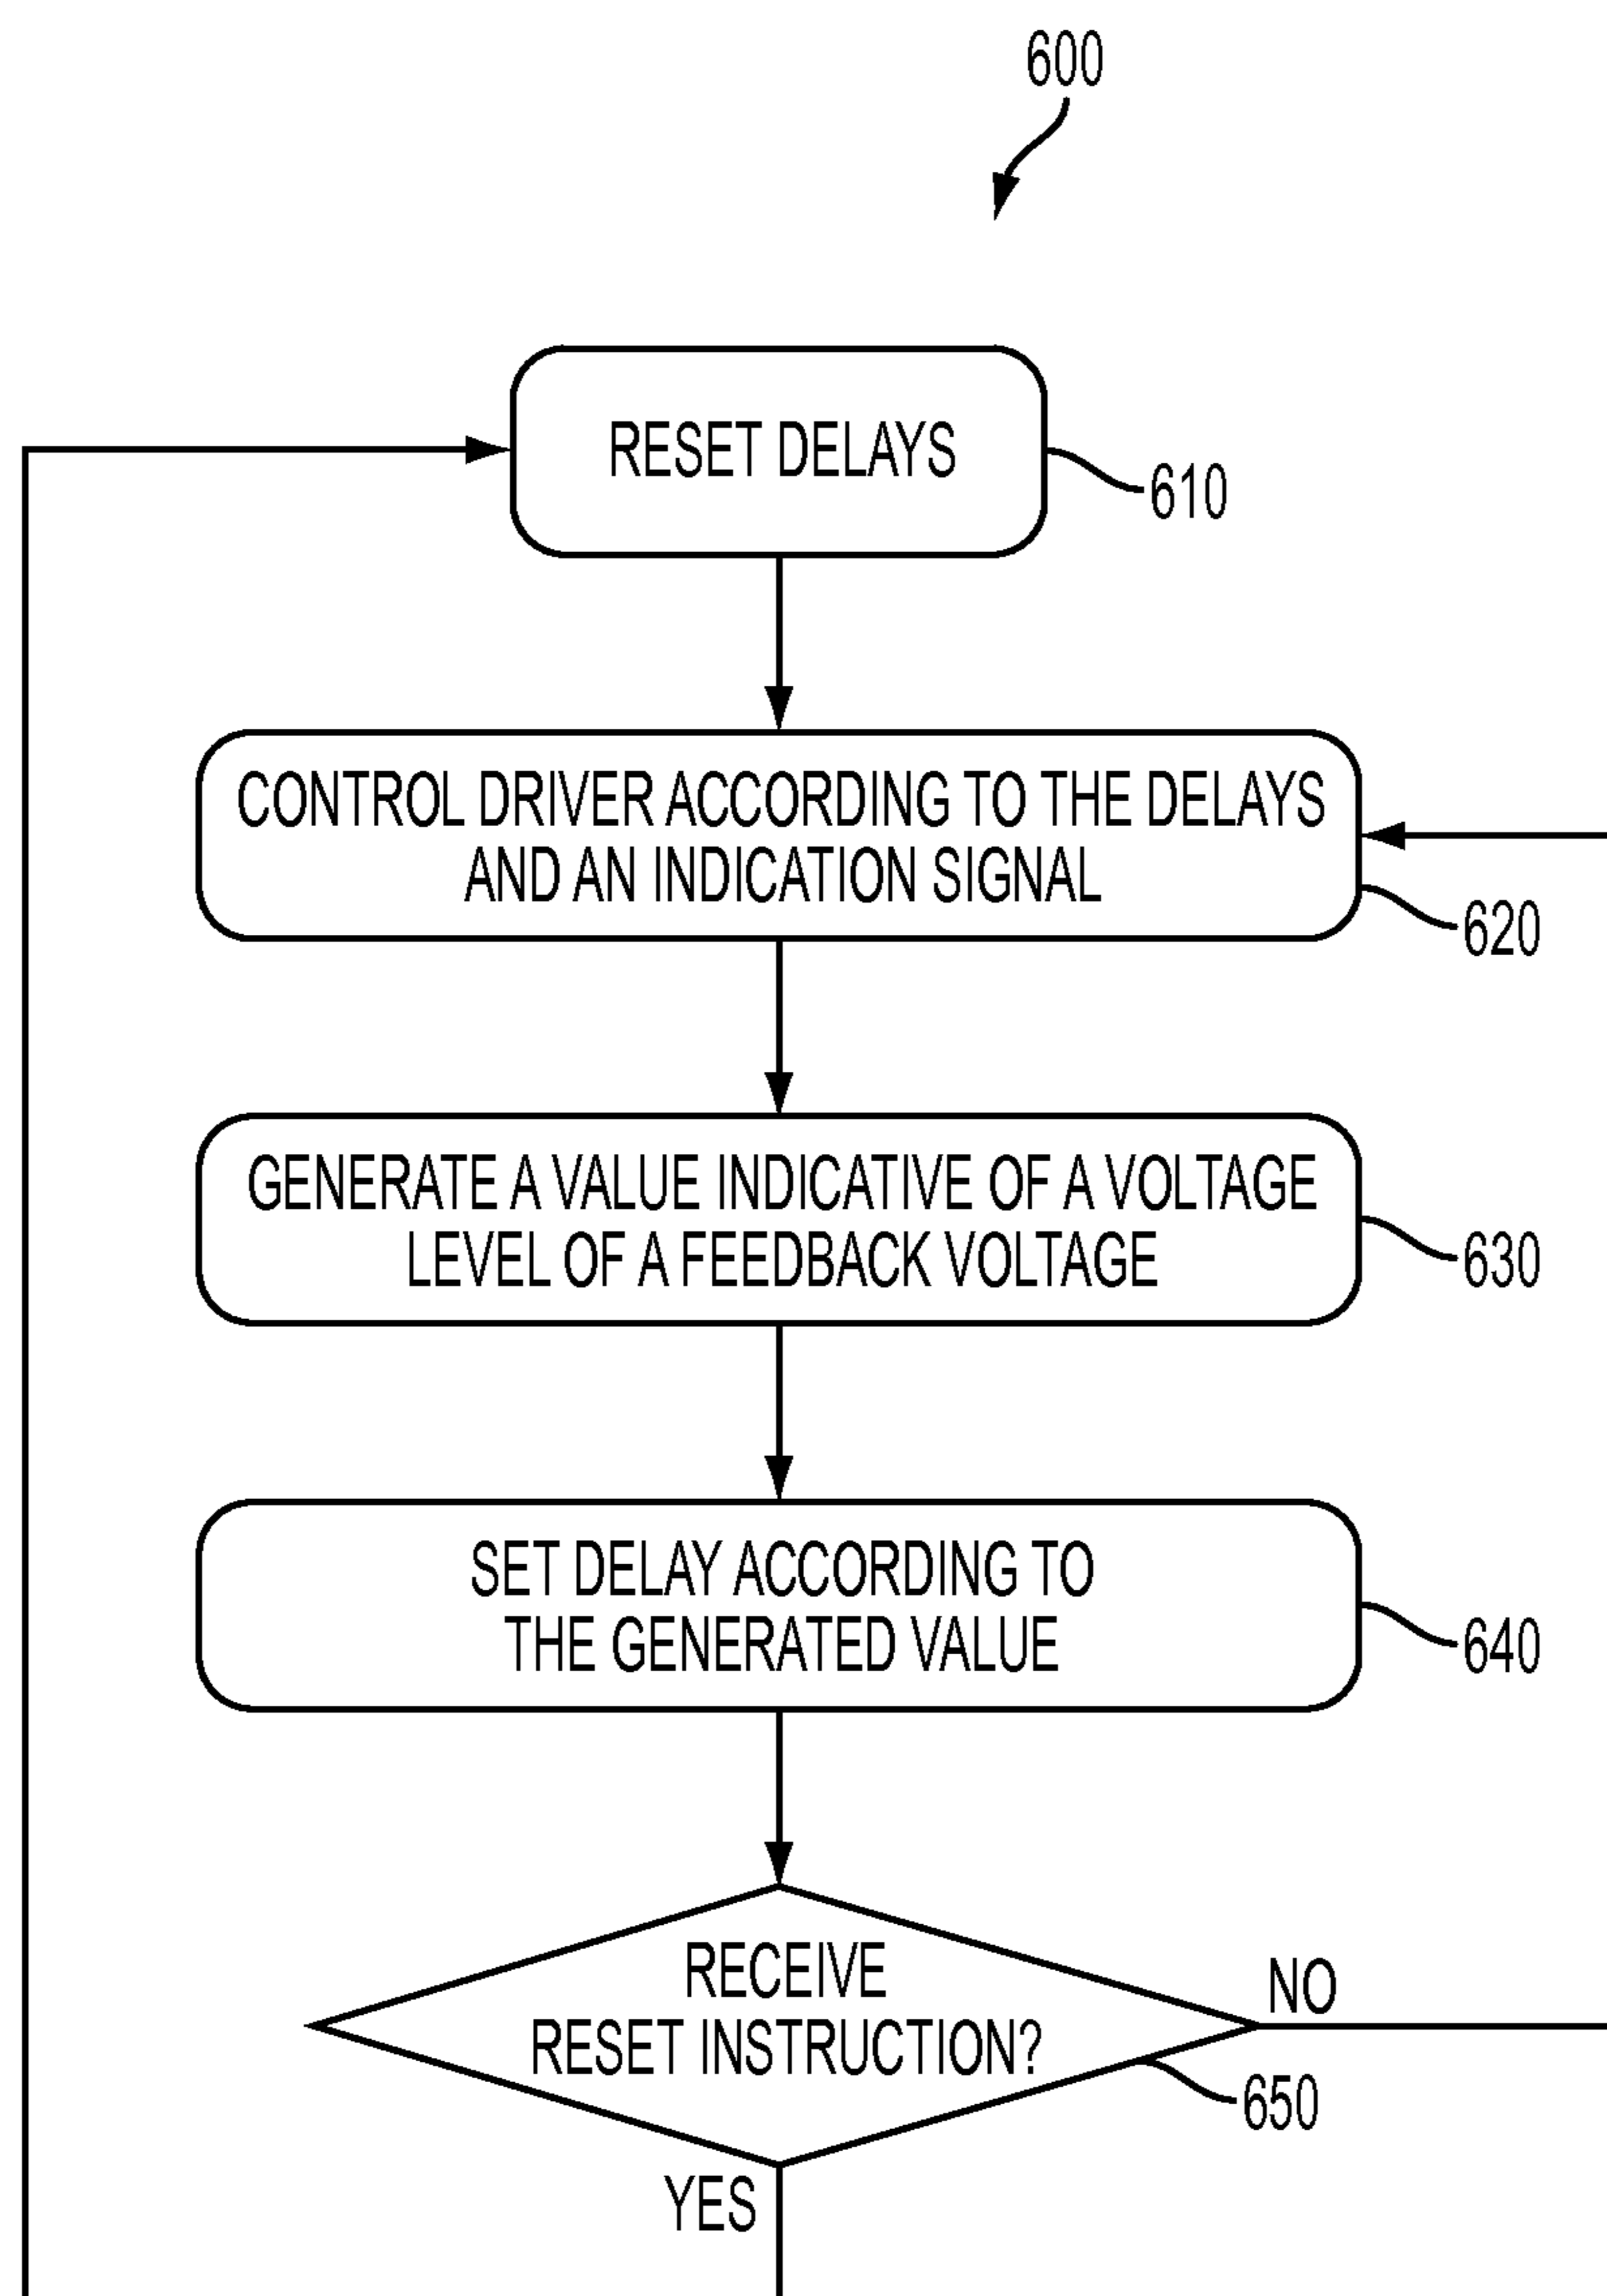 600
RESET DELAYS
610
CONTROL DRIVER ACCORDING TO THE DELAYS
AND AN INDICATION SIGNAL
620
GENERATE A VALUE INDICATIVE OF A VOLTAGE
LEVEL OF A FEEDBACK VOLTAGE
630
SET DELAY ACCORDING TO
THE GENERATED VALUE
640
RECEIVE
RESET INSTRUCTION?
NO
650
YES